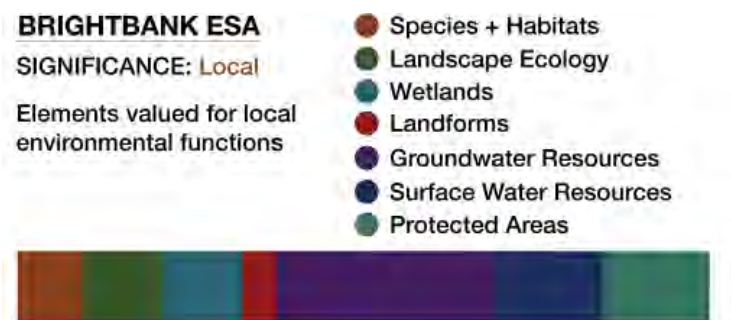 BRIGHTBANK ESA
SIGNIFICANCE: Local
Elements valued for local
environmental functions
Species + Habitats
Landscape Ecology
Wetlands
Landforms
Groundwater Resources
Surface Water Resources
Protected Areas